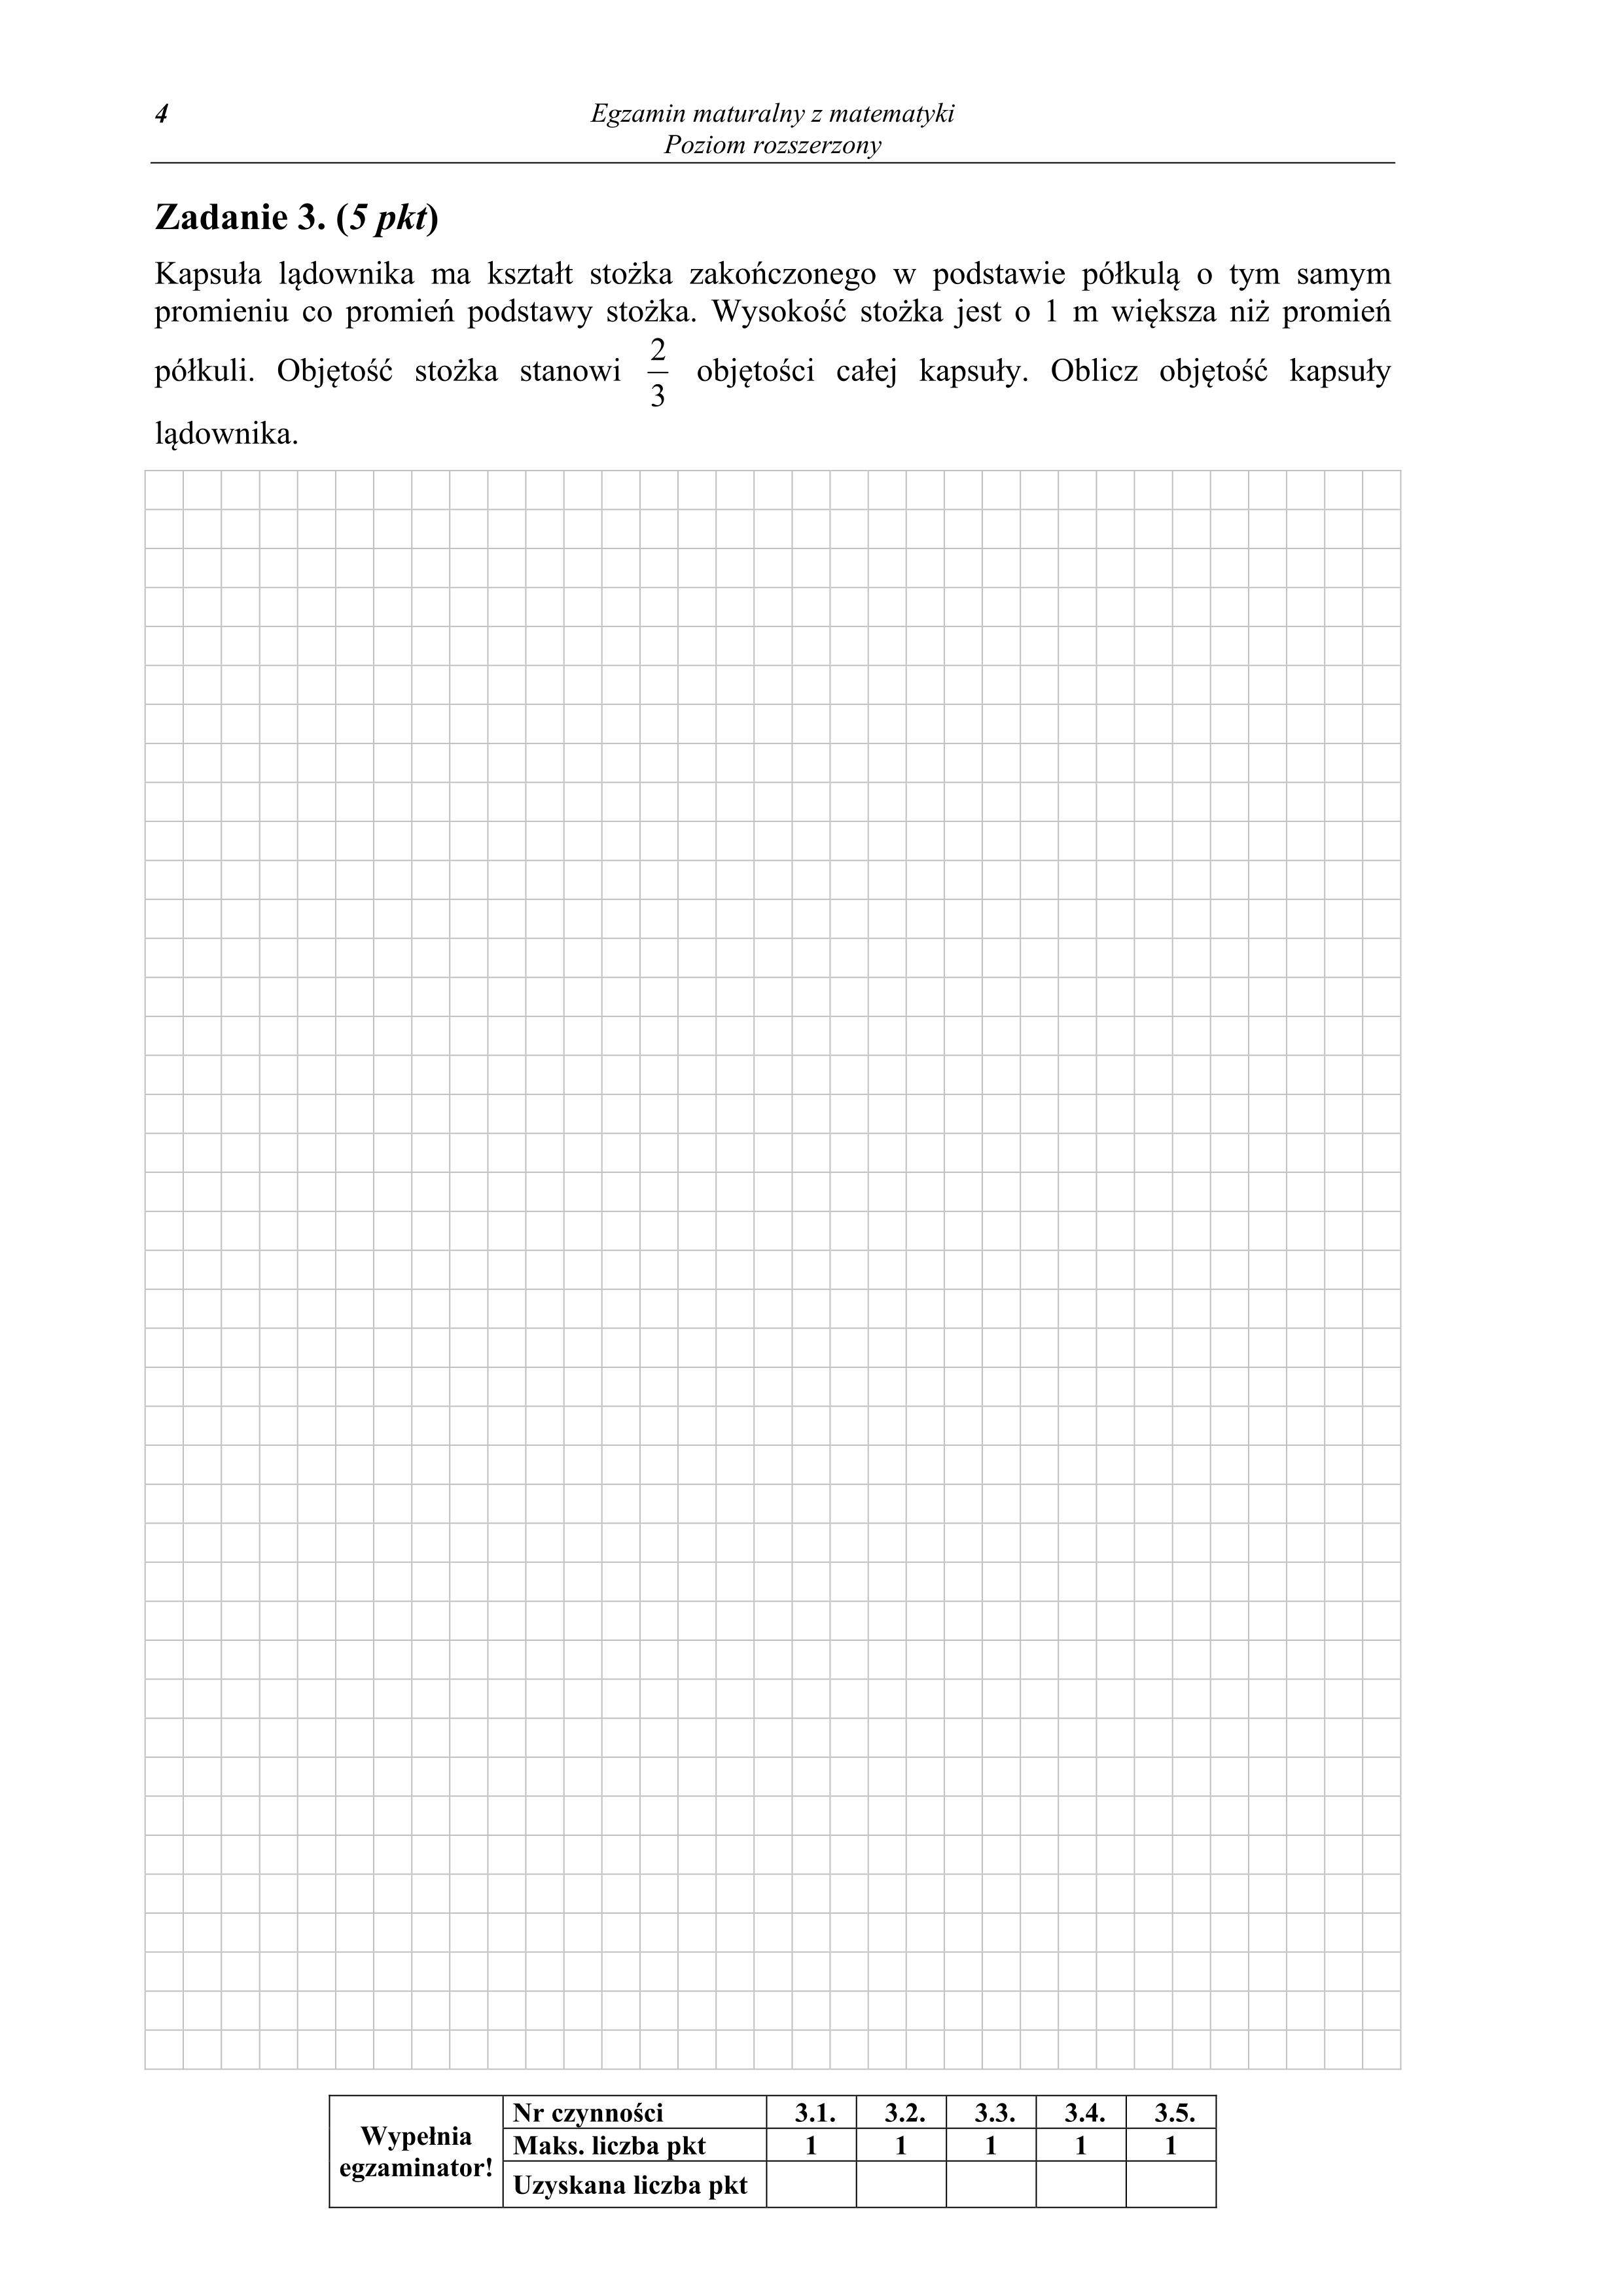 4
Egzamin maturalny z matematyki
Poziom rozszerzony
Zadanie 3. (5 pkt)
Kapsuła lądownika ma kształt stożka zakończonego w podstawie półkulą o tym samym
promieniu co promień podstawy stożka. Wysokość stożka jest o 1 m większa niż promień
półkuli. Objętość stożka stanowi 2/3 objętości całej kapsuły. Oblicz objętość kapsuły
lądownika.
Wypełnia egzaminator!
Nr czynności 3.1. 3.2. 3.3. 3.4. 3.5.
Maks. liczba pkt 1 1 1 1 1
Uzyskana liczba pkt